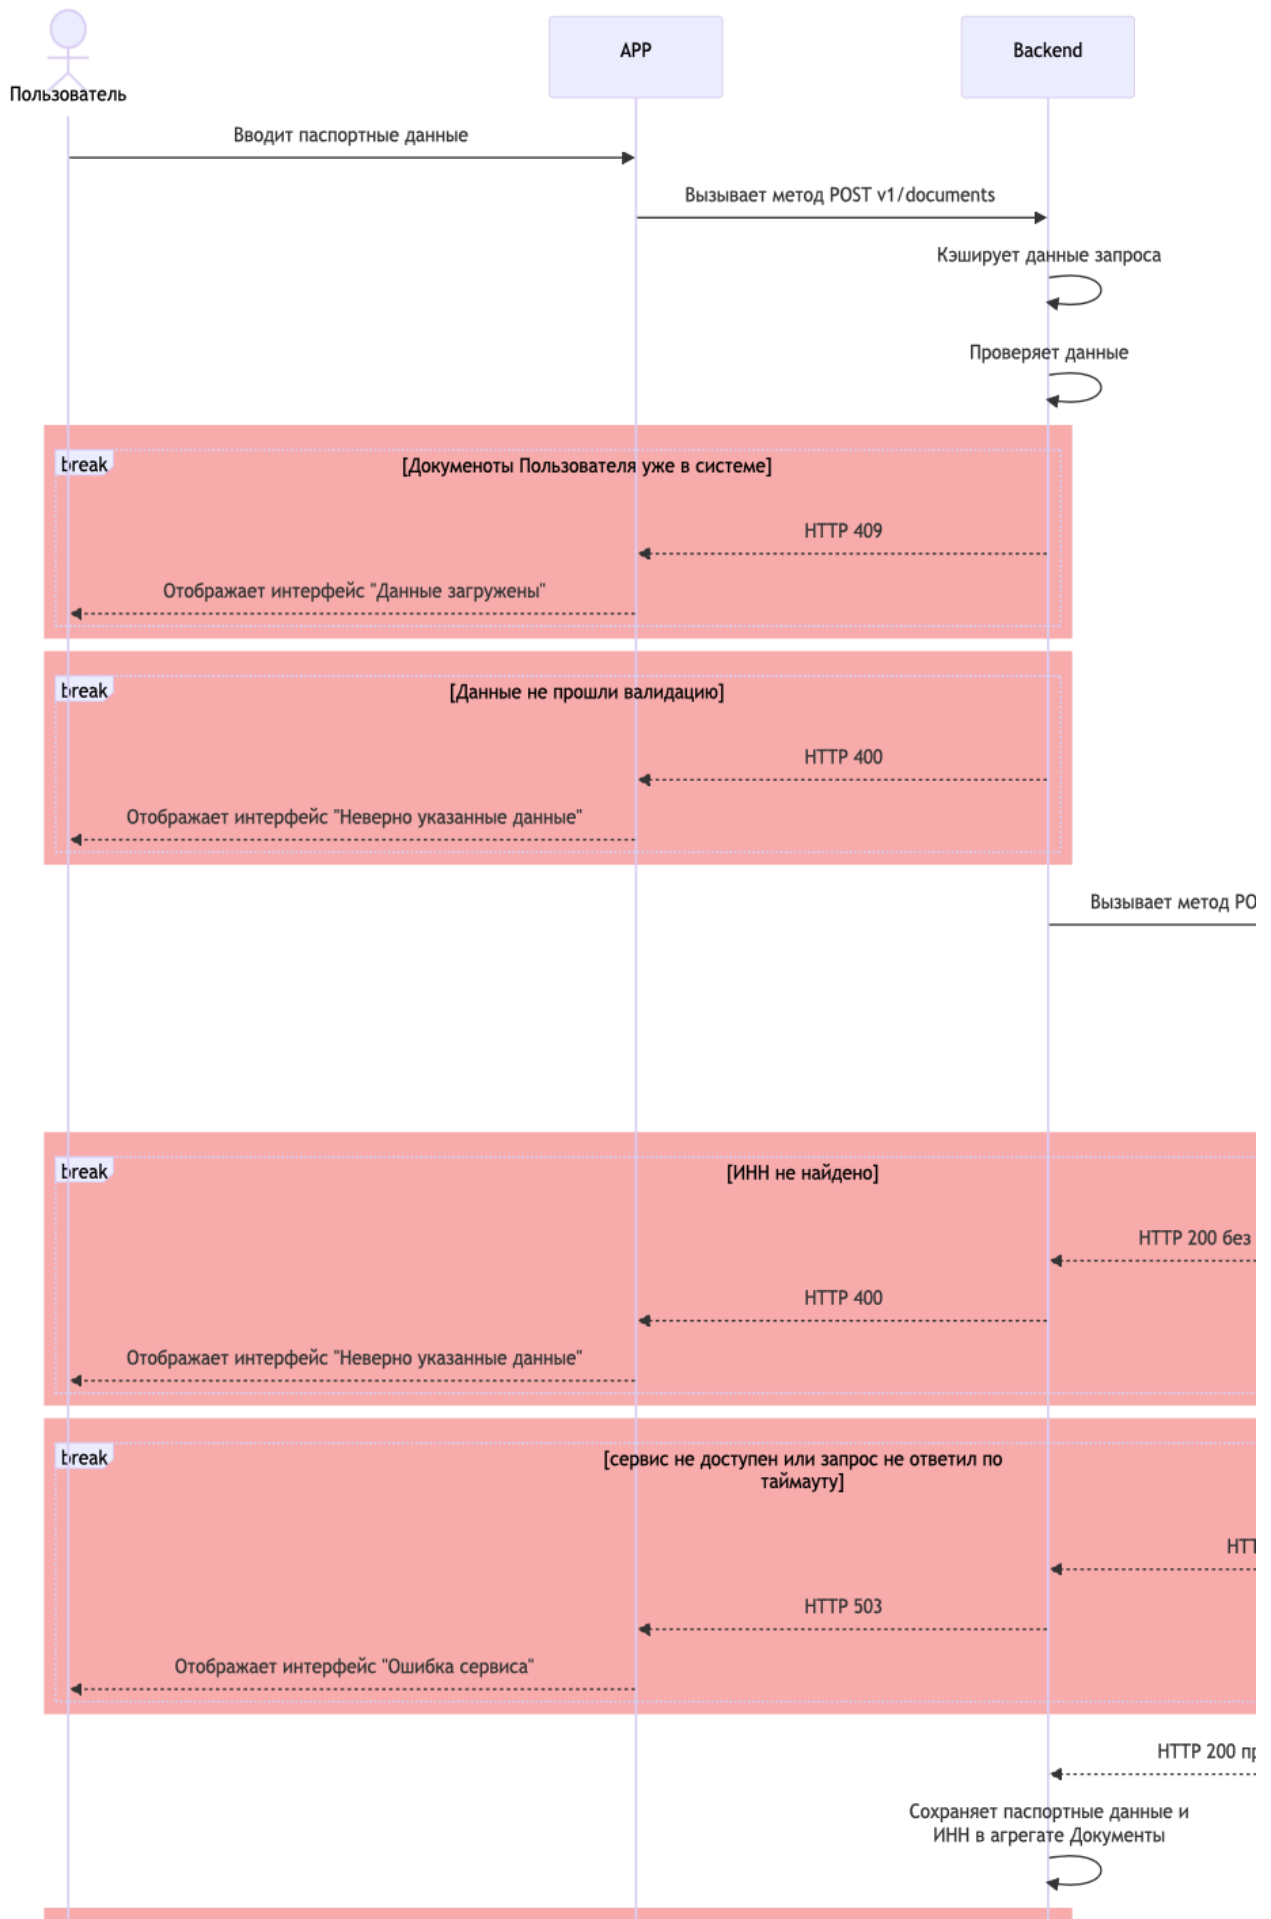 APP
Backend
Пользователь
Вводит паспортные данные
Вызывает метод POST v1/documents
Кэширует данные запроса
Проверяет данные
break
[Докуменоты Пользователя уже в системе]
HTTP 409
Отображает интерфейс "Данные загружены"
break
[Данные не прошли валидацию]
HTTP 400
Отображает интерфейс "Неверно указанные данные"
Вызывает метод PO
break
[ИНН не найдено]
HTTP 200 без
HTTP 400
Отображает интерфейс "Неверно указанные данные"
break
[сервис не доступен или запрос не ответил по
таймауту]
HTT
HTTP 503
Отображает интерфейс "Ошибка сервиса"
HTTP 200 пр
Сохраняет паспортные данные и
ИНН в агрегате Документы